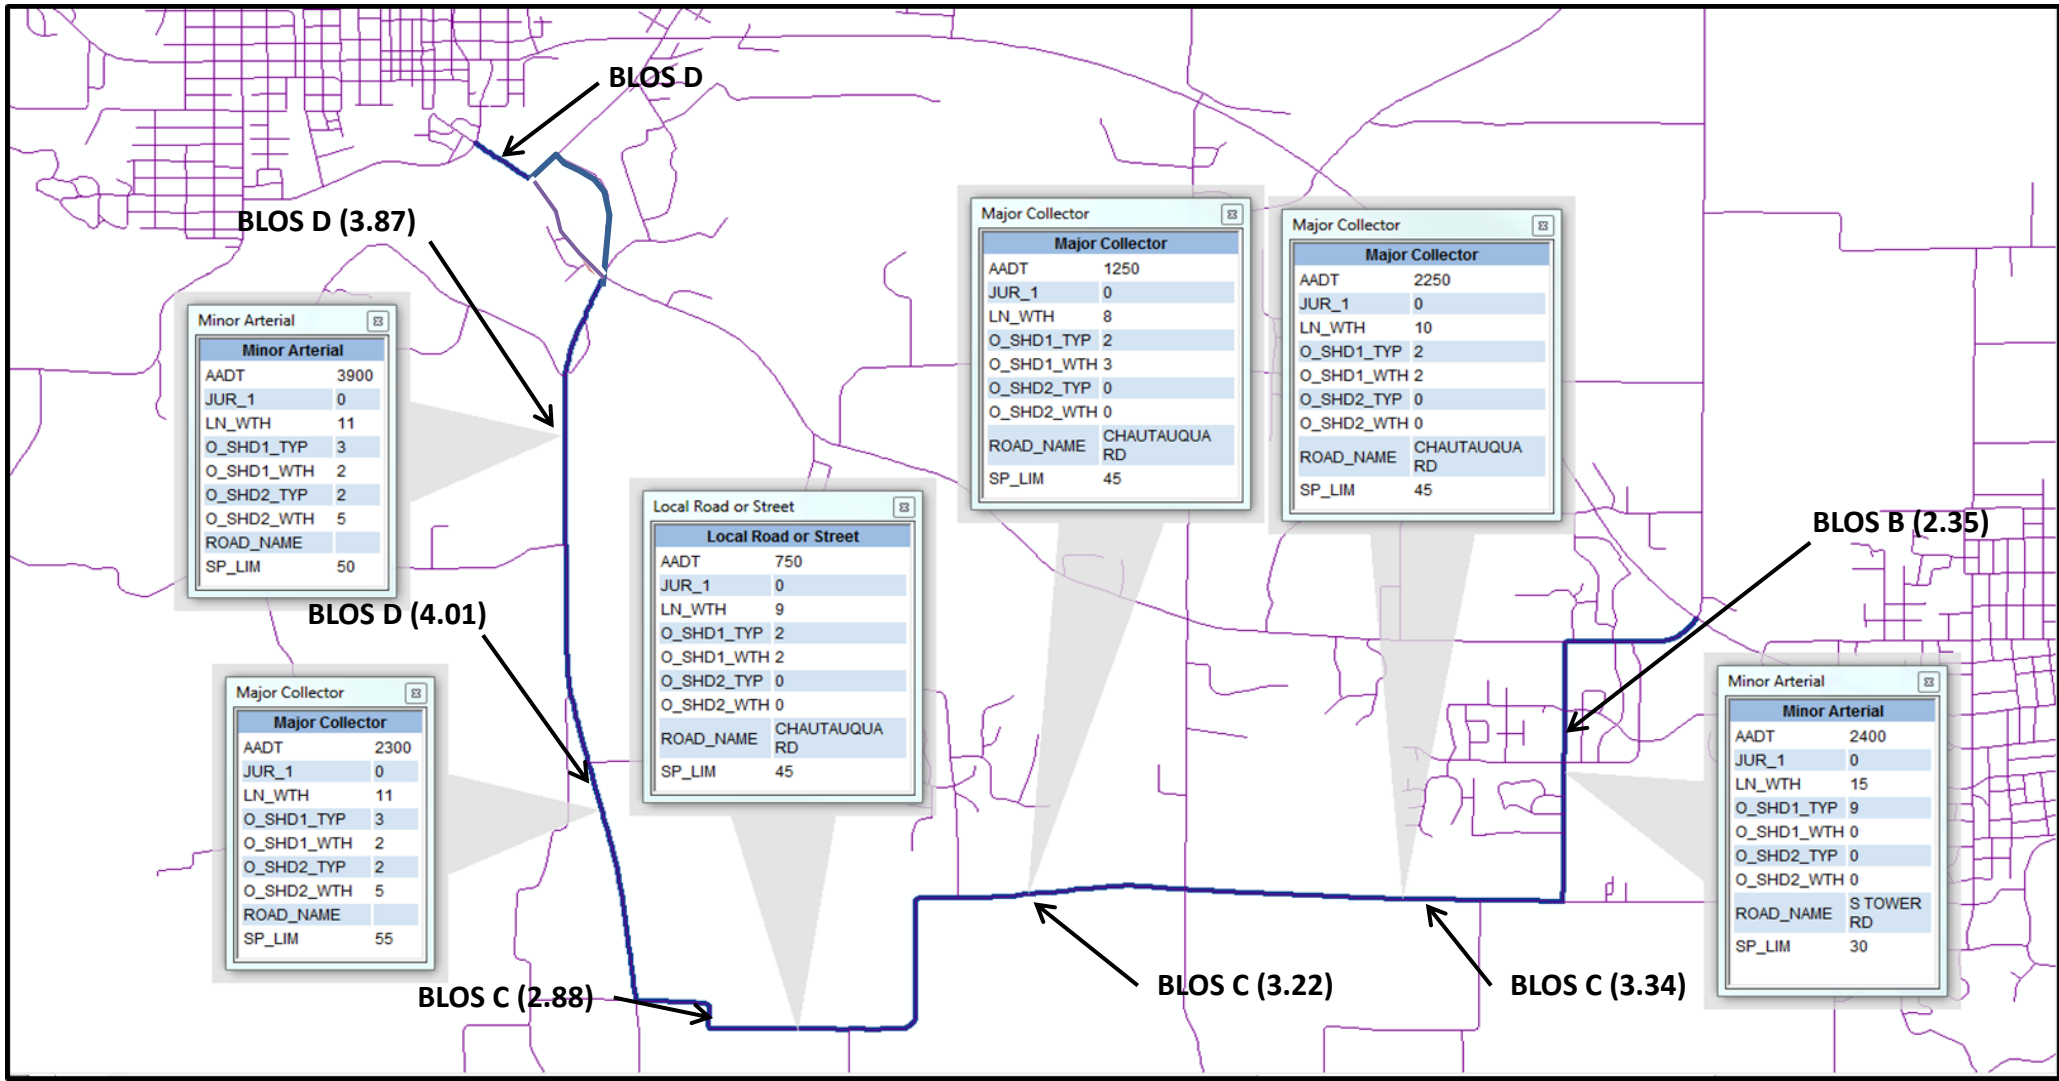 BLOS D
BLOS D (3.87)
Minor Arterial
Minor Arterial
AADT 3900
JUR_1 0
LN_WTH 11
O_SHD1_TYP 3
O_SHD1_WTH 2
O_SHD2_TYP 2
O_SHD2_WTH 5
ROAD_NAME
SP_LIM 50
BLOS D (4.01)
Major Collector
Major Collector
AADT 2300
JUR_1 0
LN_WTH 11
O_SHD1_TYP 3
O_SHD1_WTH 2
O_SHD2_TYP 2
O_SHD2_WTH 5
ROAD_NAME
SP_LIM 55
Local Road or Street
Local Road or Street
AADT 750
JUR_1 0
LN_WTH 9
O_SHD1_TYP 2
O_SHD1_WTH 2
O_SHD2_TYP 0
O_SHD2_WTH 0
ROAD_NAME CHAUTAUQUA
RD
SP_LIM 45
BLOS C (2.88)
Major Collector
Major Collector
AADT 1250
JUR_1 0
LN_WTH 8
O_SHD1_TYP 2
O_SHD1_WTH 3
O_SHD2_TYP 0
O_SHD2_WTH 0
ROAD_NAME CHAUTAUQUA
RD
SP_LIM 45
BLOS C (3.22)
Major Collector
Major Collector
AADT 2250
JUR_1 0
LN_WTH 10
O_SHD1_TYP 2
O_SHD1_WTH 2
O_SHD2_TYP 0
O_SHD2_WTH 0
ROAD_NAME CHAUTAUQUA
RD
SP_LIM 45
BLOS C (3.34)
BLOS B (2.35)
Minor Arterial
Minor Arterial
AADT 2400
JUR_1 0
LN_WTH 15
O_SHD1_TYP 9
O_SHD1_WTH 0
O_SHD2_TYP 0
O_SHD2_WTH 0
ROAD_NAME S TOWER
RD
SP_LIM 30